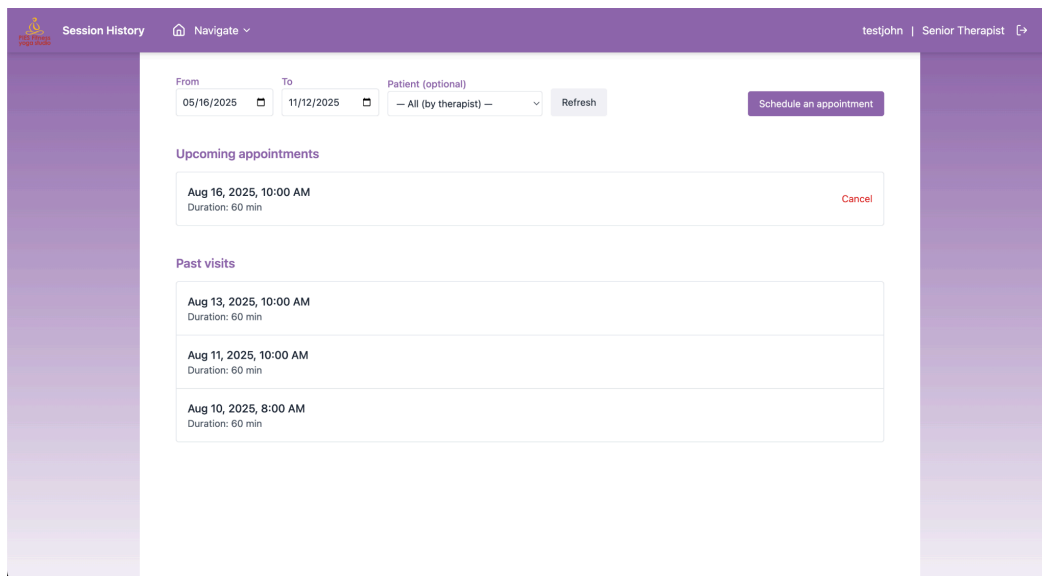 yoga studio
Session History
Navigate
testjohn | Senior Therapist
From
To
Patient (optional)
05/16/2025
11/12/2025
— All (by therapist) —
Refresh
Schedule an appointment
Upcoming appointments
Aug 16, 2025, 10:00 AM
Duration: 60 min
Cancel
Past visits
Aug 13, 2025, 10:00 AM
Duration: 60 min
Aug 11, 2025, 10:00 AM
Duration: 60 min
Aug 10, 2025, 8:00 AM
Duration: 60 min